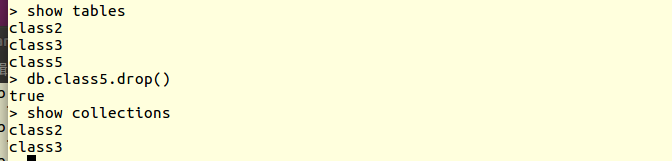 > show tables
class2
class3
class5
> db.class5.drop()
true
> show collections
class2
class3